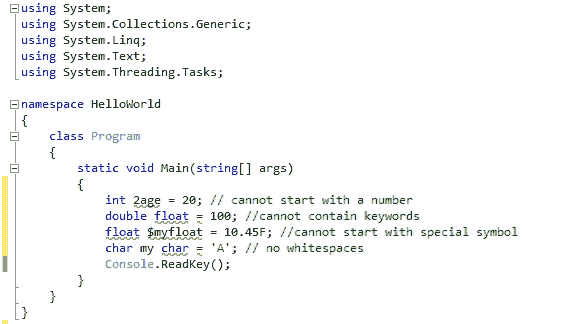 using System;
using System.Collections.Generic;
using System.Linq;
using System.Text;
using System.Threading.Tasks;
namespace HelloWorld
{
class Program
{
static void Main(string[] args)
{
int 2age = 20; // cannot start with a number
double float = 100; //cannot contain keywords
float $myfloat = 10.45F; //cannot start with special symbol
char my char = 'A'; // no whitespaces
Console.ReadKey();
}
}
}